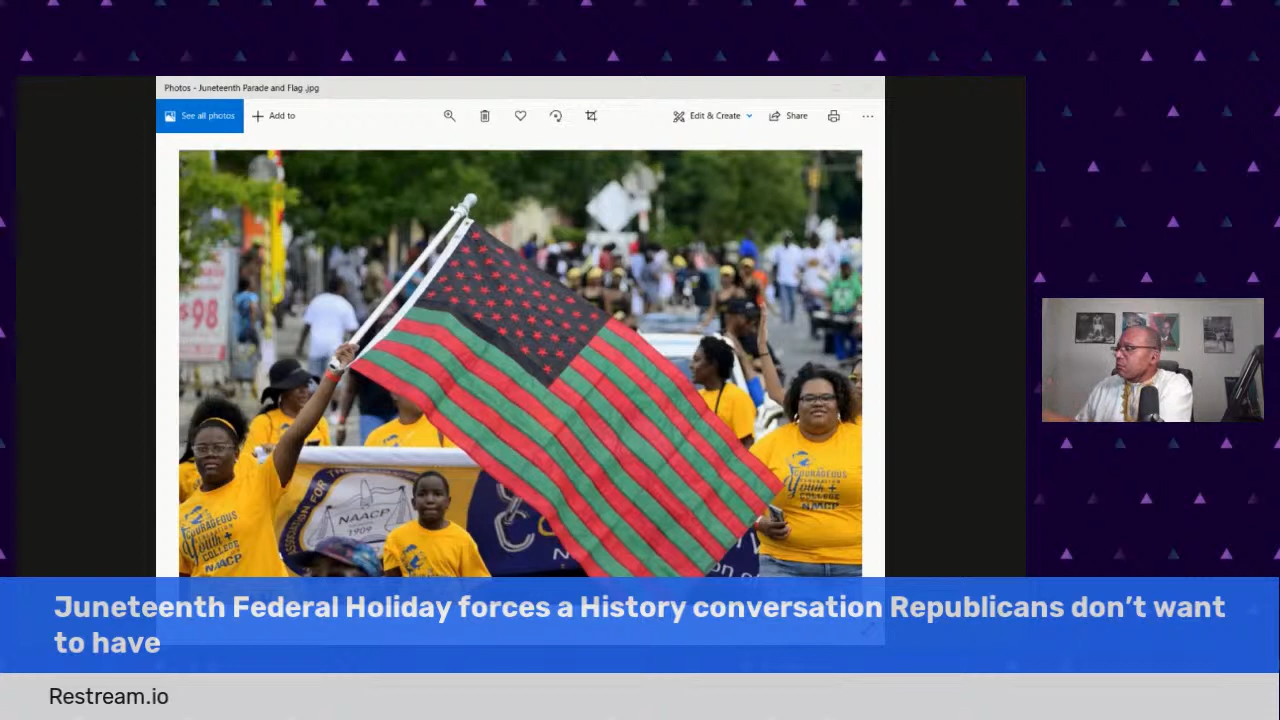 Photos - Juneteenth Parade and Flag .jpg
See all photos
Add to
Edit & Create
Share
$98
NAACP
1909
COURAGEOUS
Youth +
COLLEGE
NAACP
COURAGEOUS
Youth +
COLLEGE
NAACP
Juneteenth Federal Holiday forces a History conversation Republicans don’t want
to have
Restream.io